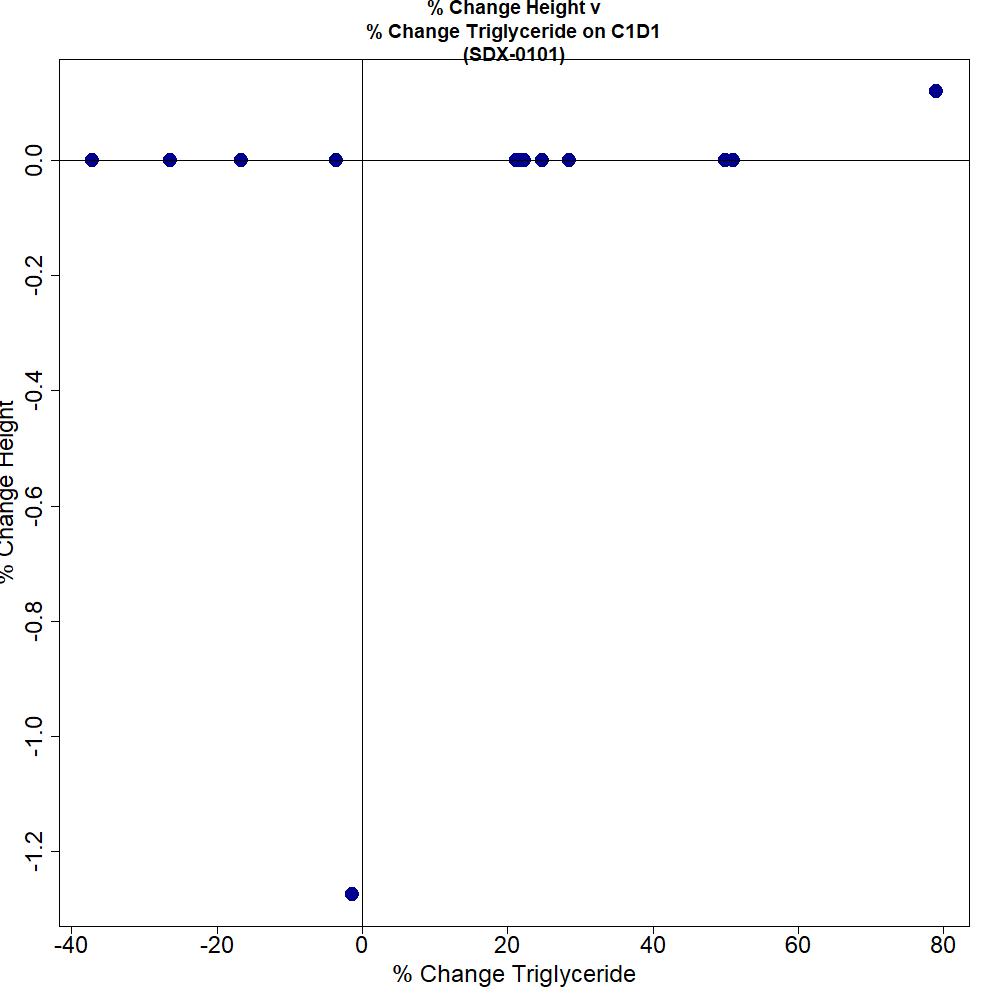 % Change Height v
% Change Triglyceride on C1D1
(SDX-0101)
0.0
-0.2
-0.4
-0.6
-0.8
-1.0
-1.2
% Change Height
-40
-20
0
20
40
60
80
% Change Triglyceride